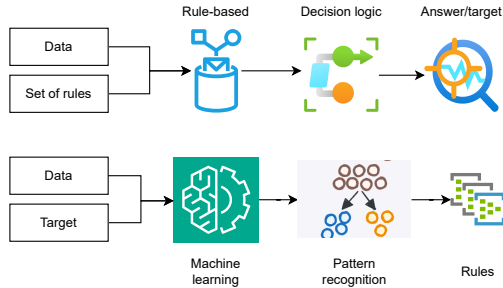 Rule-based
Decision logic
Answer/target
Data
Set of rules
Data
Target
Machine
learning
Pattern
recognition
Rules